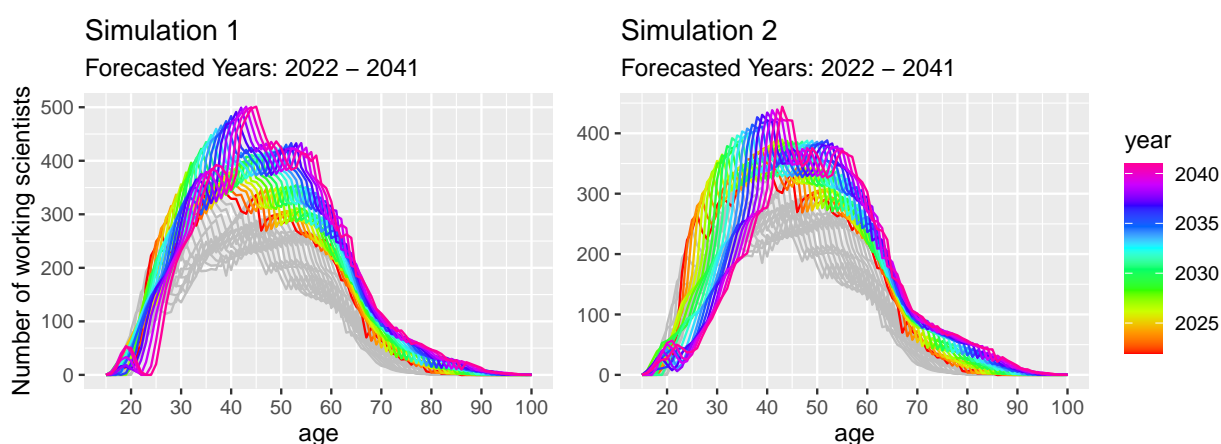 Simulation 1
Forecasted Years: 2022 – 2041
Number of working scientists
500
400
300
200
100
0
20 30 40 50 60 70 80 90 100
age
Simulation 2
Forecasted Years: 2022 – 2041
400
300
200
100
0
20 30 40 50 60 70 80 90 100
age
year
2040
2035
2030
2025